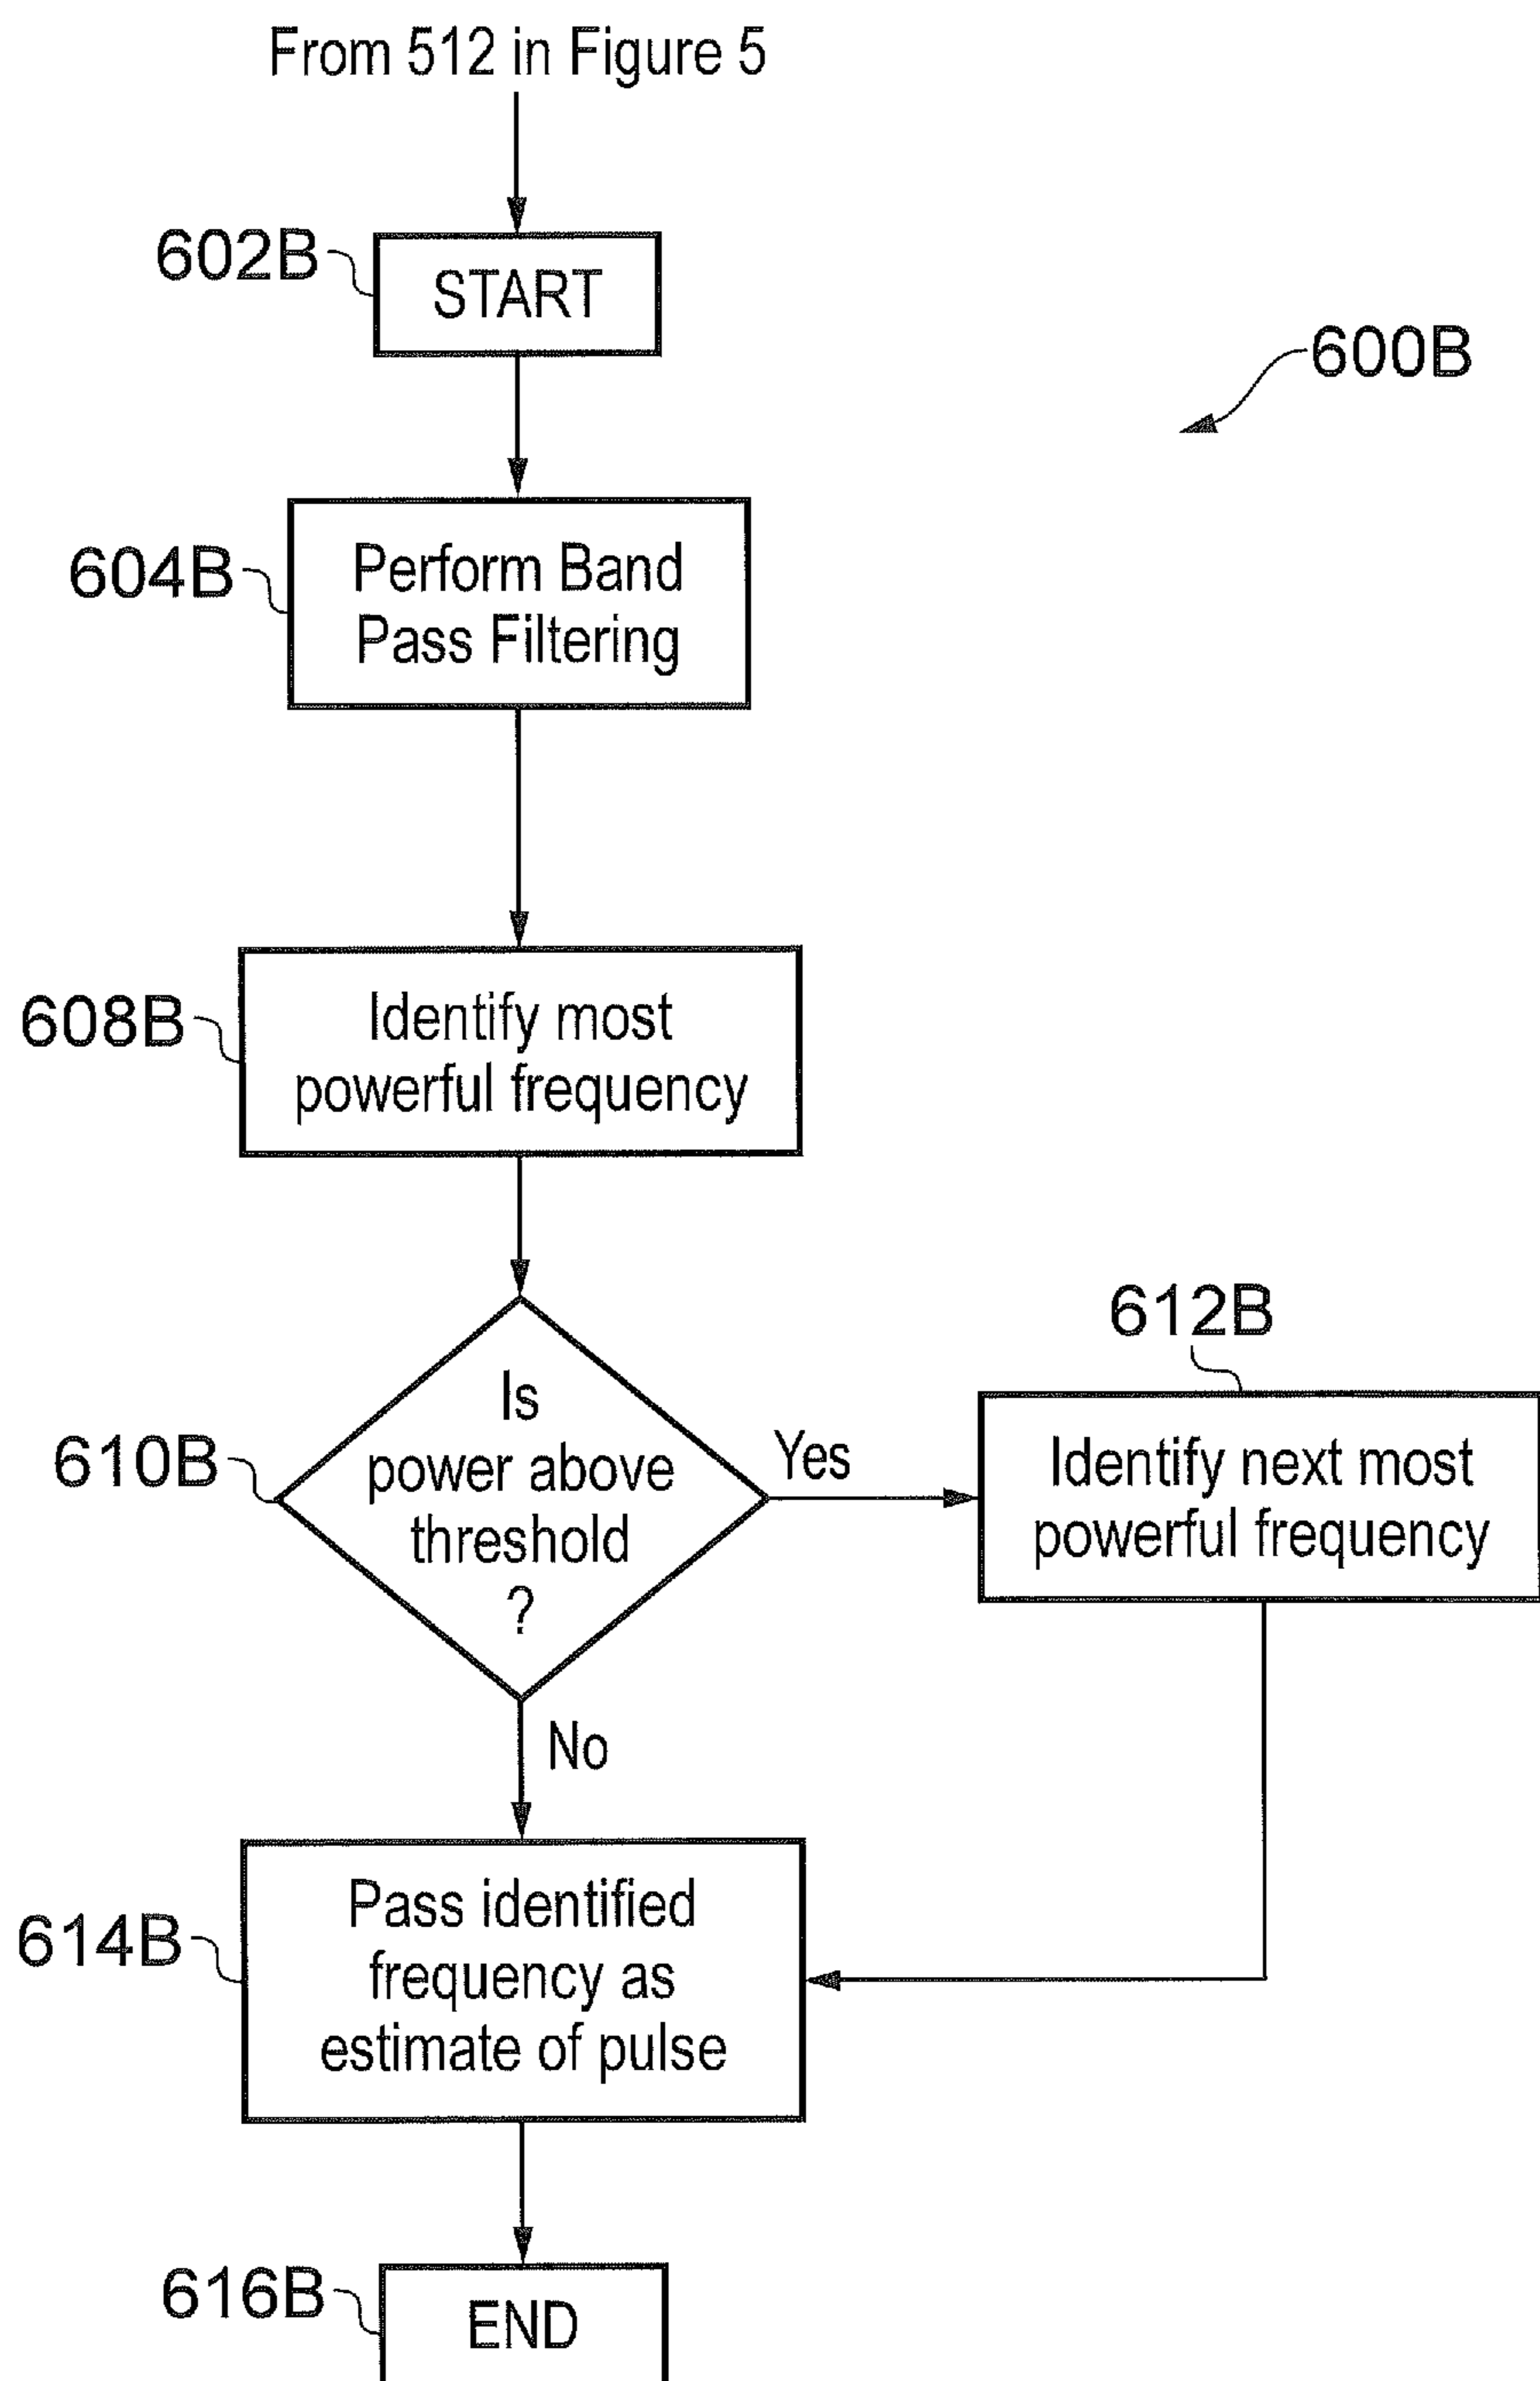 From 512 in Figure 5
602B
START
600B
604B
Perform Band
Pass Filtering
608B
Identify most
powerful frequency
612B
610B
Is
power above
threshold
?
Yes
Identify next most
powerful frequency
No
614B
Pass identified
frequency as
estimate of pulse
616B
END